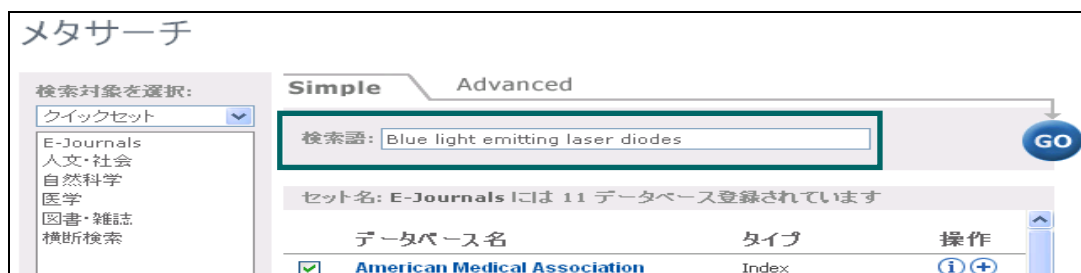 メタサーチ
検索対象を選択:
クイックセット
E-Journals
人文・社会
自然科学
医学
図書・雑誌
横断検索
Simple Advanced
検索語: Blue light emitting laser diodes
GO
セット名: E-Journals には 11 データベース登録されています
データベース名 タイプ 操作
American Medical Association Index